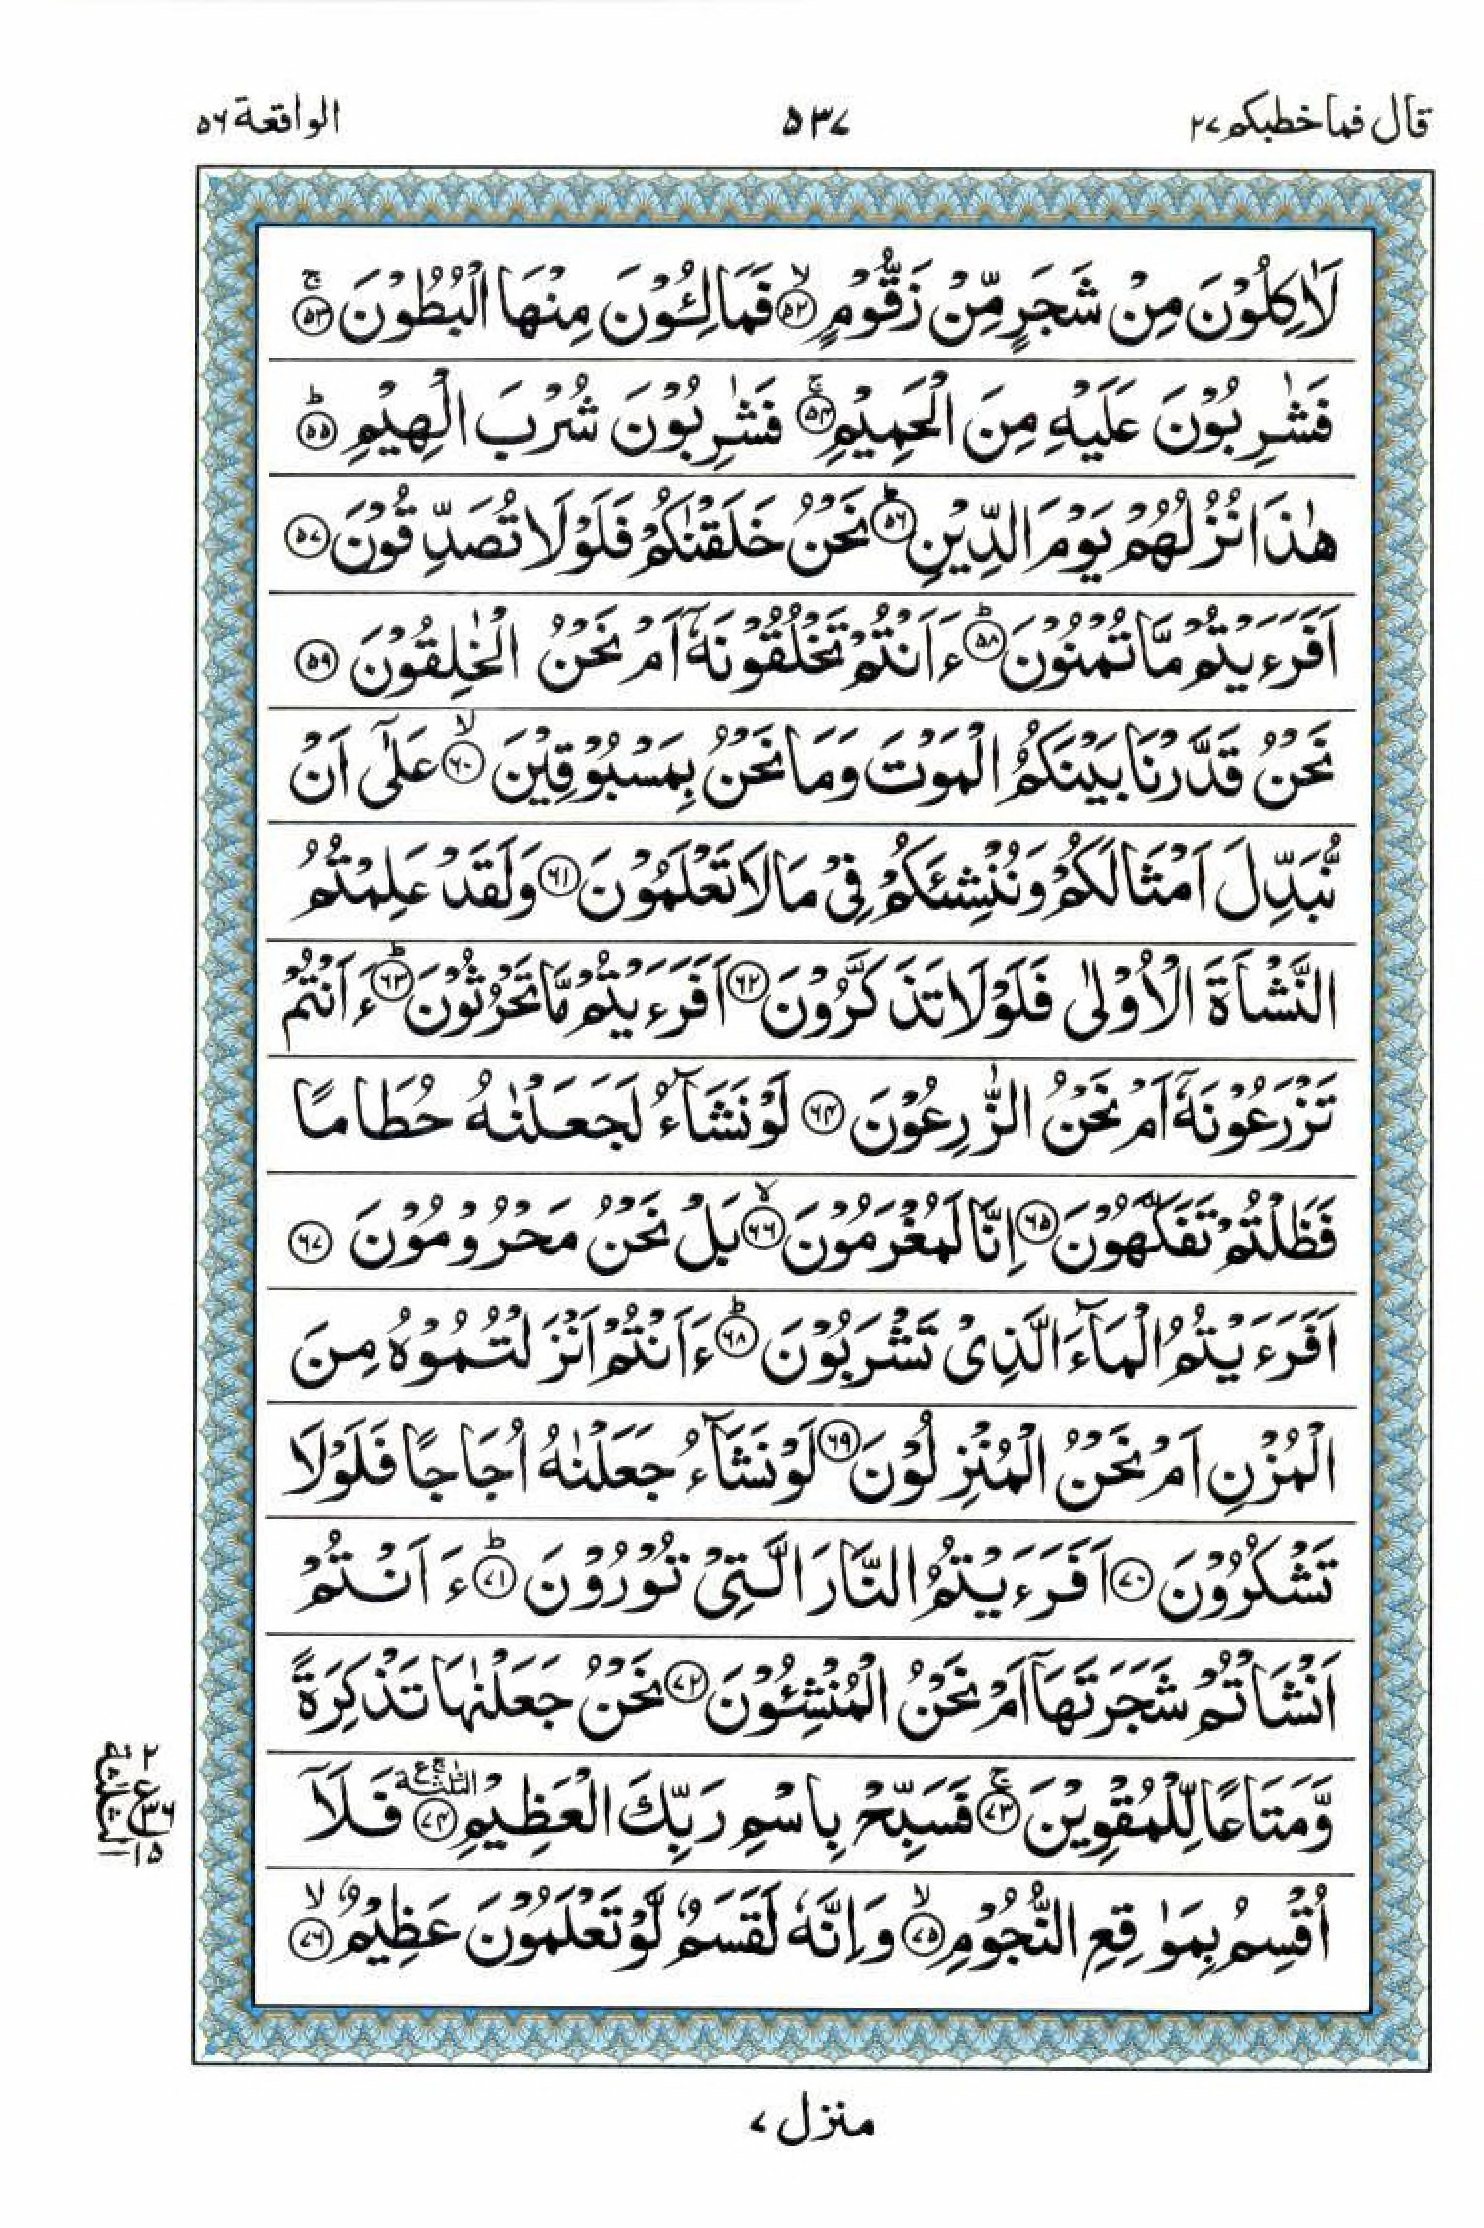 قال فما خطبكم ٢٧
٥٣٧
الواقعة ٥٦
لَاٰكِلُوْنَ مِنْ شَجَرٍ مِّنْ زَقُّوْمٍ ﴿٥٢﴾ۙ فَمَالِـُٔوْنَ مِنْهَا الْبُطُوْنَ ﴿٥٣﴾ۚ
فَشٰرِبُوْنَ عَلَيْهِ مِنَ الْحَمِيْمِ ﴿٥٤﴾ۚ فَشٰرِبُوْنَ شُرْبَ الْهِيْمِ ﴿٥٥﴾ؕ
هٰذَا نُزُلُهُمْ يَوْمَ الدِّيْنِ ﴿٥٦﴾ؕ نَحْنُ خَلَقْنٰكُمْ فَلَوْلَا تُصَدِّقُوْنَ ﴿٥٧﴾
اَفَرَءَيْتُمْ مَّا تُمْنُوْنَ ﴿٥٨﴾ؕ ءَاَنْتُمْ تَخْلُقُوْنَهٗٓ اَمْ نَحْنُ الْخٰلِقُوْنَ ﴿٥٩﴾
نَحْنُ قَدَّرْنَا بَيْنَكُمُ الْمَوْتَ وَمَا نَحْنُ بِمَسْبُوْقِيْنَ ﴿٦٠﴾ۙ عَلٰٓى اَنْ
نُّبَدِّلَ اَمْثَالَكُمْ وَنُنْشِئَكُمْ فِيْ مَا لَا تَعْلَمُوْنَ ﴿٦١﴾ وَلَقَدْ عَلِمْتُمُ
النَّشْاَةَ الْاُوْلٰى فَلَوْلَا تَذَكَّرُوْنَ ﴿٦٢﴾ اَفَرَءَيْتُمْ مَّا تَحْرُثُوْنَ ﴿٦٣﴾ؕ ءَاَنْتُمْ
تَزْرَعُوْنَهٗٓ اَمْ نَحْنُ الزّٰرِعُوْنَ ﴿٦٤﴾ لَوْ نَشَآءُ لَجَعَلْنٰهُ حُطَامًا
فَظَلْتُمْ تَفَكَّهُوْنَ ﴿٦٥﴾ اِنَّا لَمُغْرَمُوْنَ ﴿٦٦﴾ۙ بَلْ نَحْنُ مَحْرُوْمُوْنَ ﴿٦٧﴾
اَفَرَءَيْتُمُ الْمَآءَ الَّذِيْ تَشْرَبُوْنَ ﴿٦٨﴾ؕ ءَاَنْتُمْ اَنْزَلْتُمُوْهُ مِنَ
الْمُزْنِ اَمْ نَحْنُ الْمُنْزِلُوْنَ ﴿٦٩﴾ لَوْ نَشَآءُ جَعَلْنٰهُ اُجَاجًا فَلَوْلَا
تَشْكُرُوْنَ ﴿٧٠﴾ اَفَرَءَيْتُمُ النَّارَ الَّتِيْ تُوْرُوْنَ ﴿٧١﴾ؕ ءَاَنْتُمْ
اَنْشَاْتُمْ شَجَرَتَهَآ اَمْ نَحْنُ الْمُنْشِئُوْنَ ﴿٧٢﴾ نَحْنُ جَعَلْنٰهَا تَذْكِرَةً
وَّمَتَاعًا لِّلْمُقْوِيْنَ ﴿٧٣﴾ۚ فَسَبِّحْ بِاسْمِ رَبِّكَ الْعَظِيْمِ ﴿٧٤﴾ فَلَآ
اُقْسِمُ بِمَوٰقِعِ النُّجُوْمِ ﴿٧٥﴾ۙ وَاِنَّهٗ لَقَسَمٌ لَّوْ تَعْلَمُوْنَ عَظِيْمٌ ﴿٧٦﴾ۙ
٢
ع
٣٦
١٥
منزل ٧